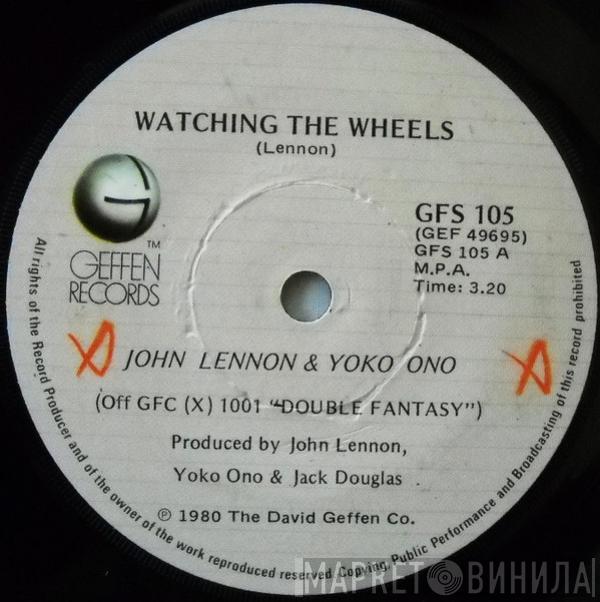 WATCHING THE WHEELS
(Lennon)
TM
GEFFEN
RECORDS
GFS 105
(GEF 49695)
GFS 105 A
M.P.A.
Time: 3.20
JOHN LENNON & YOKO ONO
(Off GFC (X) 1001 "DOUBLE FANTASY")
Produced by John Lennon,
Yoko Ono & Jack Douglas .
℗ 1980 The David Geffen Co.
All rights of the Record Producer and of the owner of the work reproduced reserved. Copying, Public Performance and Broadcasting of this record prohibited
МАРКЕТ ВИНИЛА